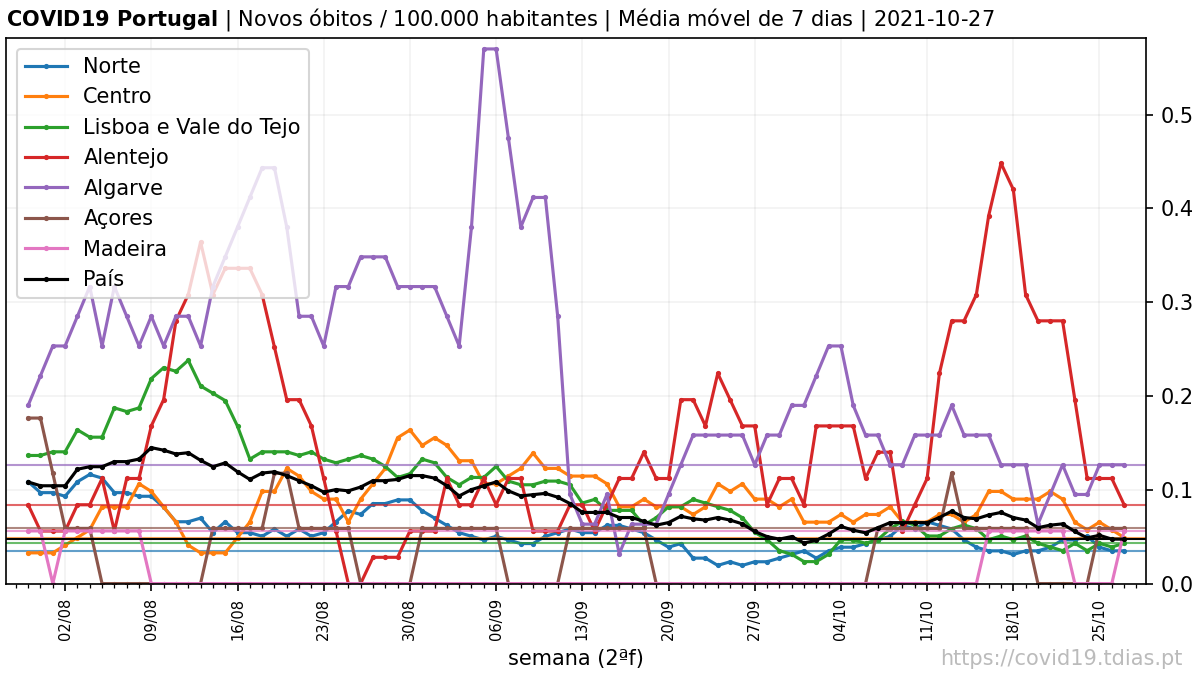 COVID19 Portugal | Novos óbitos / 100.000 habitantes | Média móvel de 7 dias | 2021-10-27
Norte
Centro
Lisboa e Vale do Tejo
Alentejo
Algarve
Açores
Madeira
País
0.5
0.4
0.3
0.2
0.1
0.0
02/08
09/08
16/08
23/08
30/08
06/09
13/09
20/09
27/09
04/10
11/10
18/10
25/10
semana (2ªf)
https://covid19.tdias.pt